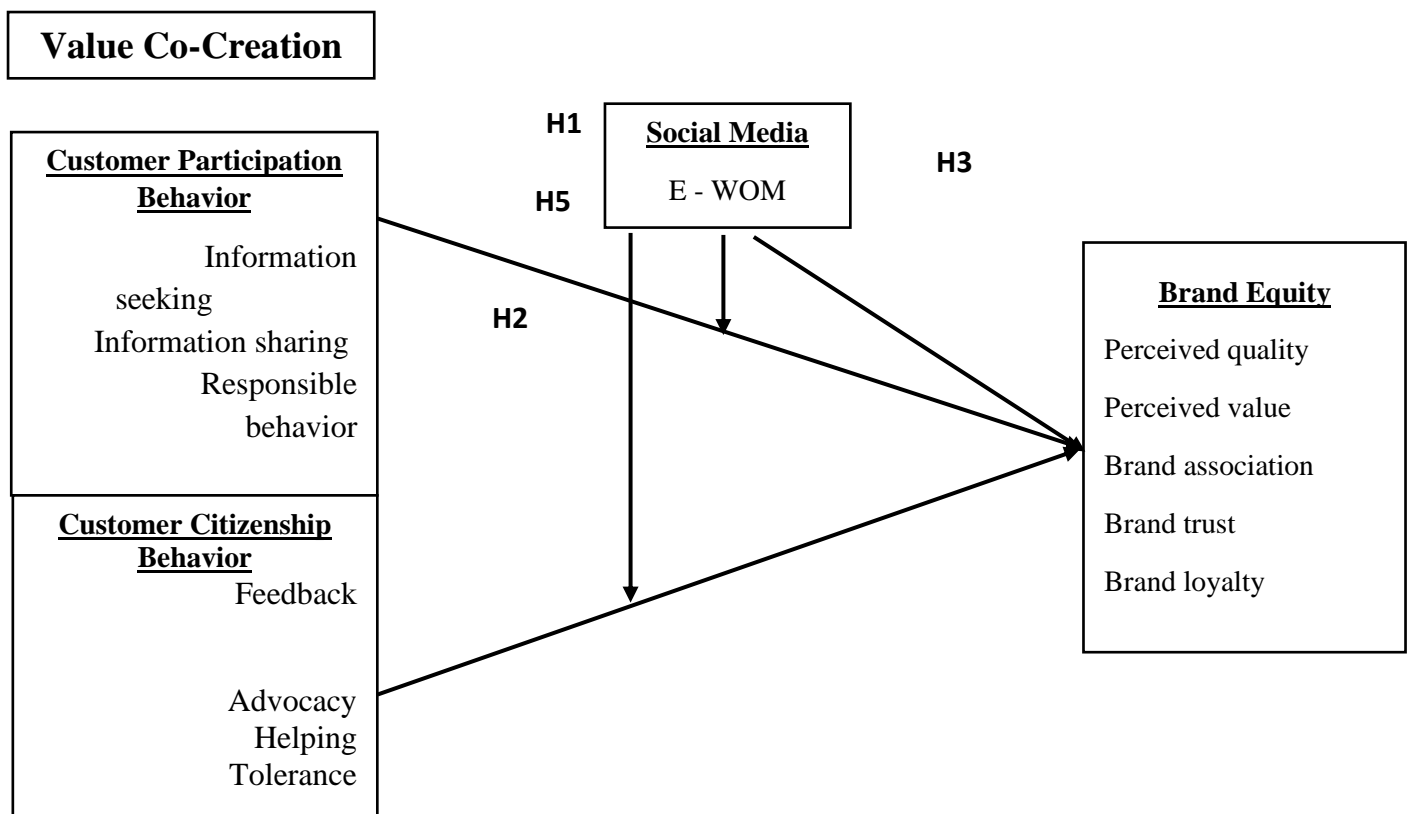 Value Co-Creation
Customer Participation
Behavior
Information
seeking
Information sharing
Responsible
behavior
Customer Citizenship
Behavior
Feedback
Advocacy
Helping
Tolerance
H1
H5
H2
Social Media
E - WOM
H3
Brand Equity
Perceived quality
Perceived value
Brand association
Brand trust
Brand loyalty